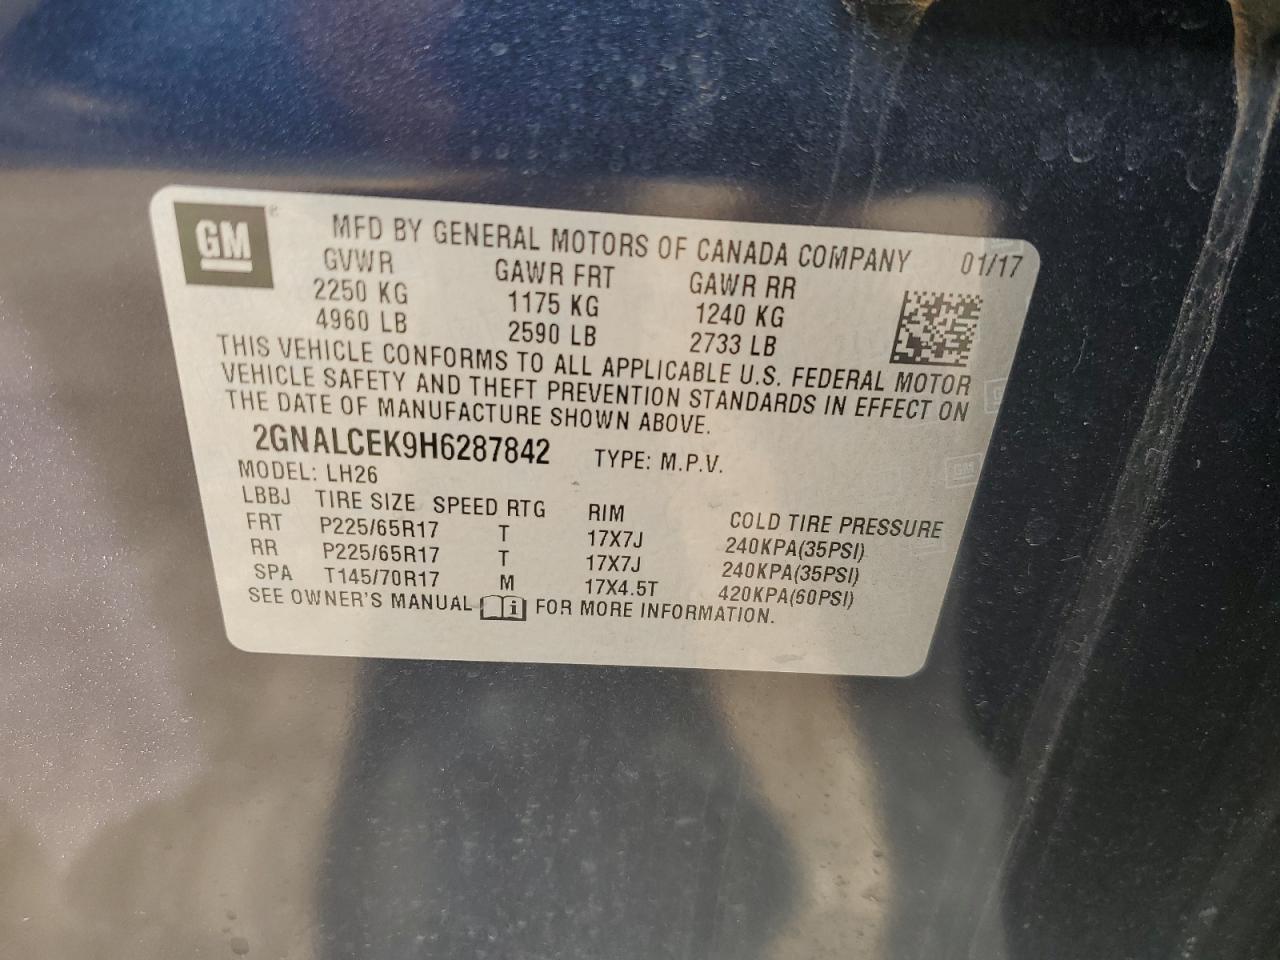 GM
MFD BY GENERAL MOTORS OF CANADA COMPANY 01/17
GVWR GAWR FRT GAWR RR
2250 KG 1175 KG 1240 KG
4960 LB 2590 LB 2733 LB
THIS VEHICLE CONFORMS TO ALL APPLICABLE U.S. FEDERAL MOTOR
VEHICLE SAFETY AND THEFT PREVENTION STANDARDS IN EFFECT ON
THE DATE OF MANUFACTURE SHOWN ABOVE.
2GNALCEK9H6287842 TYPE: M.P.V.
MODEL: LH26
LBBJ TIRE SIZE SPEED RTG RIM COLD TIRE PRESSURE
FRT P225/65R17 T 17X7J 240KPA(35PSI)
RR P225/65R17 T 17X7J 240KPA(35PSI)
SPA T145/70R17 M 17X4.5T 420KPA(60PSI)
SEE OWNER'S MANUAL FOR MORE INFORMATION.